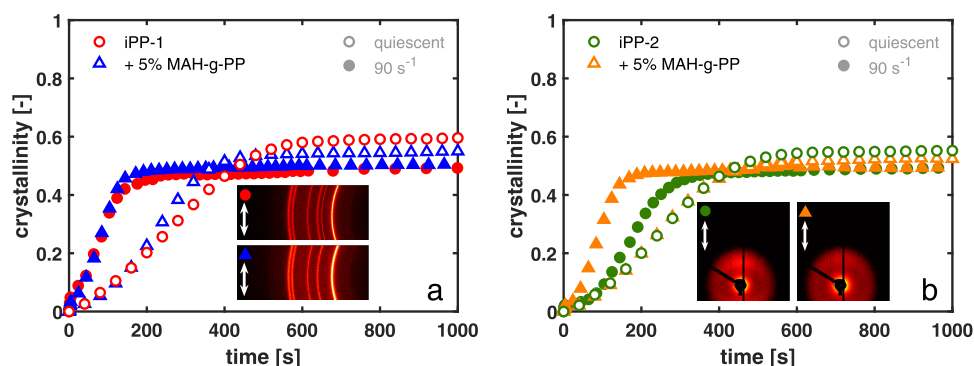 1
0.8
0.6
0.4
0.2
0
crystallinity [-]
iPP-1
+ 5% MAH-g-PP
quiescent
90 s⁻¹
a
0 200 400 600 800 1000
time [s]
1
0.8
0.6
0.4
0.2
0
crystallinity [-]
iPP-2
+ 5% MAH-g-PP
quiescent
90 s⁻¹
b
0 200 400 600 800 1000
time [s]